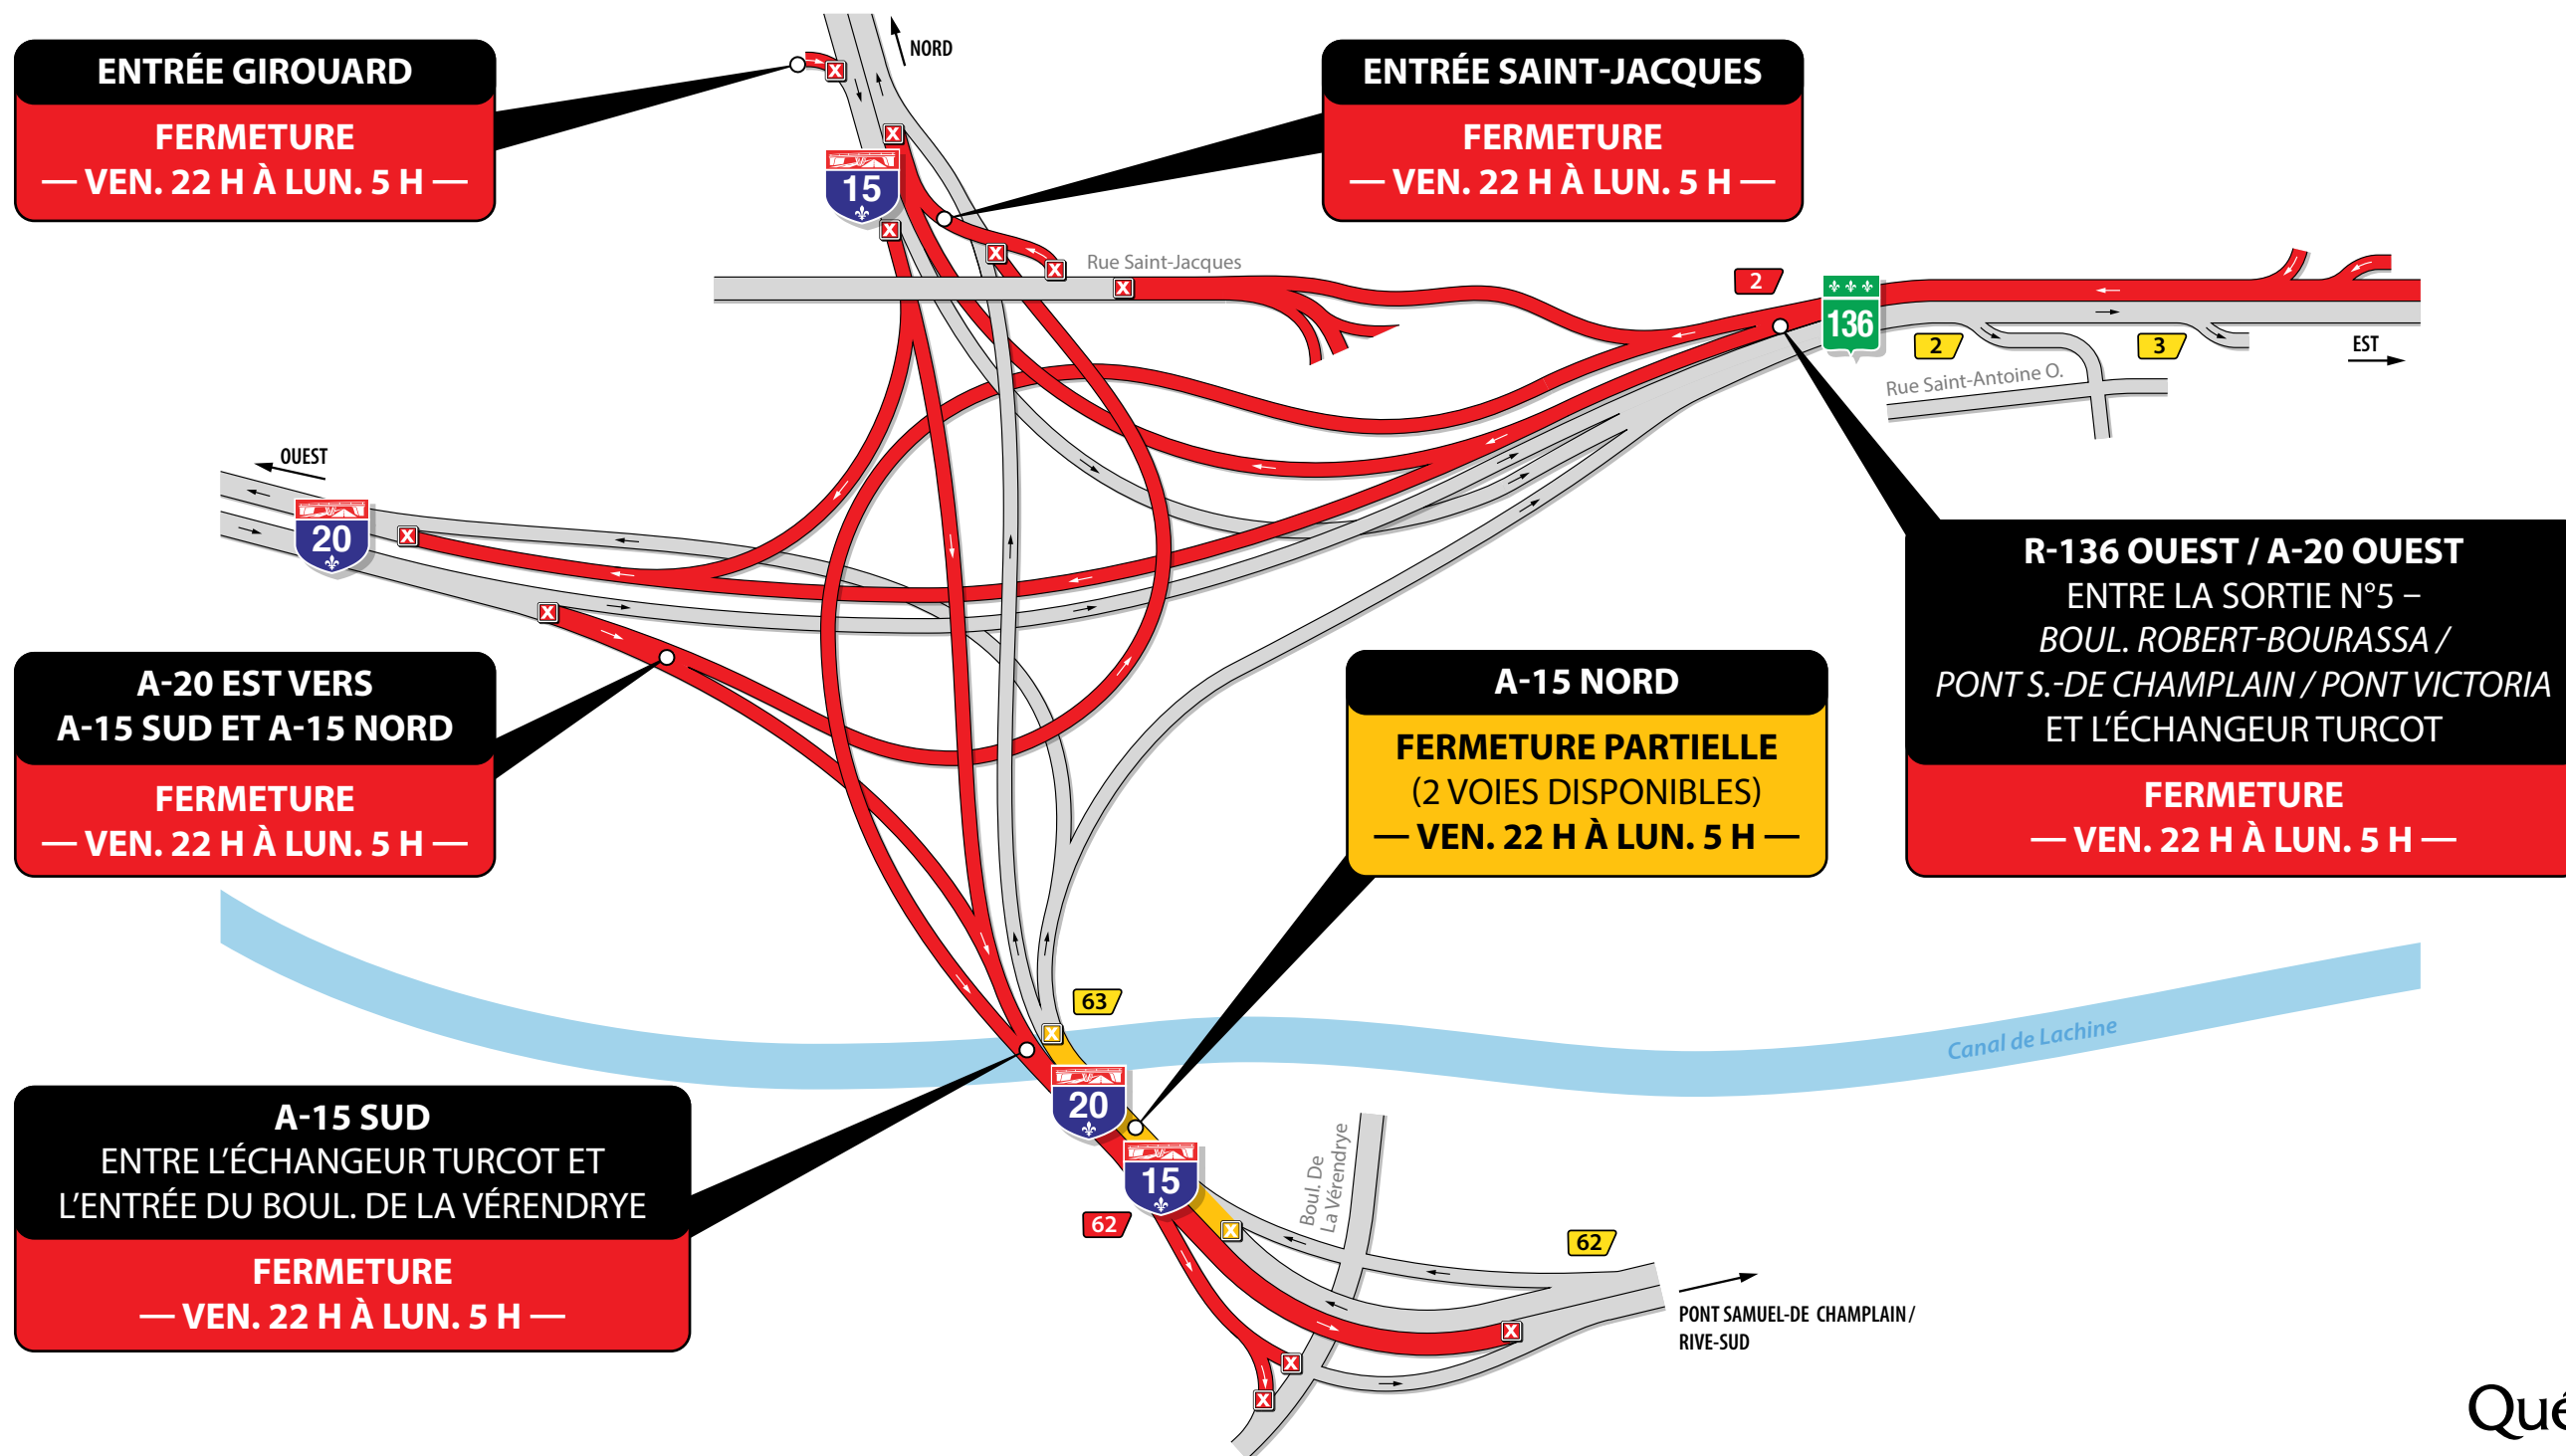 NORD
ENTRÉE GIROUARD
FERMETURE
— VEN. 22 H À LUN. 5 H —
ENTRÉE SAINT-JACQUES
FERMETURE
— VEN. 22 H À LUN. 5 H —
15
Rue Saint-Jacques
2
136
2
3
EST
Rue Saint-Antoine O.
OUEST
20
R-136 OUEST / A-20 OUEST
ENTRE LA SORTIE N°5 –
BOUL. ROBERT-BOURASSA /
PONT S.-DE CHAMPLAIN / PONT VICTORIA
ET L'ÉCHANGEUR TURCOT
FERMETURE
— VEN. 22 H À LUN. 5 H —
A-20 EST VERS
A-15 SUD ET A-15 NORD
FERMETURE
— VEN. 22 H À LUN. 5 H —
A-15 NORD
FERMETURE PARTIELLE
(2 VOIES DISPONIBLES)
— VEN. 22 H À LUN. 5 H —
63
Canal de Lachine
20
A-15 SUD
ENTRE L'ÉCHANGEUR TURCOT ET
L'ENTRÉE DU BOUL. DE LA VÉRENDRYE
FERMETURE
— VEN. 22 H À LUN. 5 H —
15
Boul. De
La Vérendrye
62
62
PONT SAMUEL-DE CHAMPLAIN /
RIVE-SUD
Qué